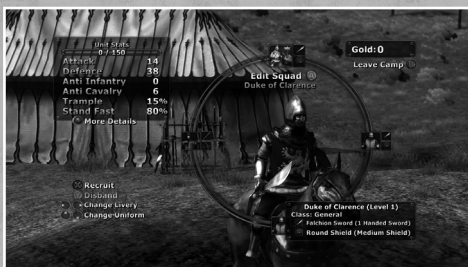 Unit Stats
0 / 150
Attack 14
Defence 38
Anti Infantry 0
Anti Cavalry 6
Trample 15%
Stand Fast 80%
More Details
Edit Squad
Duke of Clarence
Gold:0
Leave Camp
Recruit
Disband
Change Livery
Change Uniform
Duke of Clarence (Level 1)
Class: General
Falchion Sword (1 Handed Sword)
Round Shield (Medium Shield)